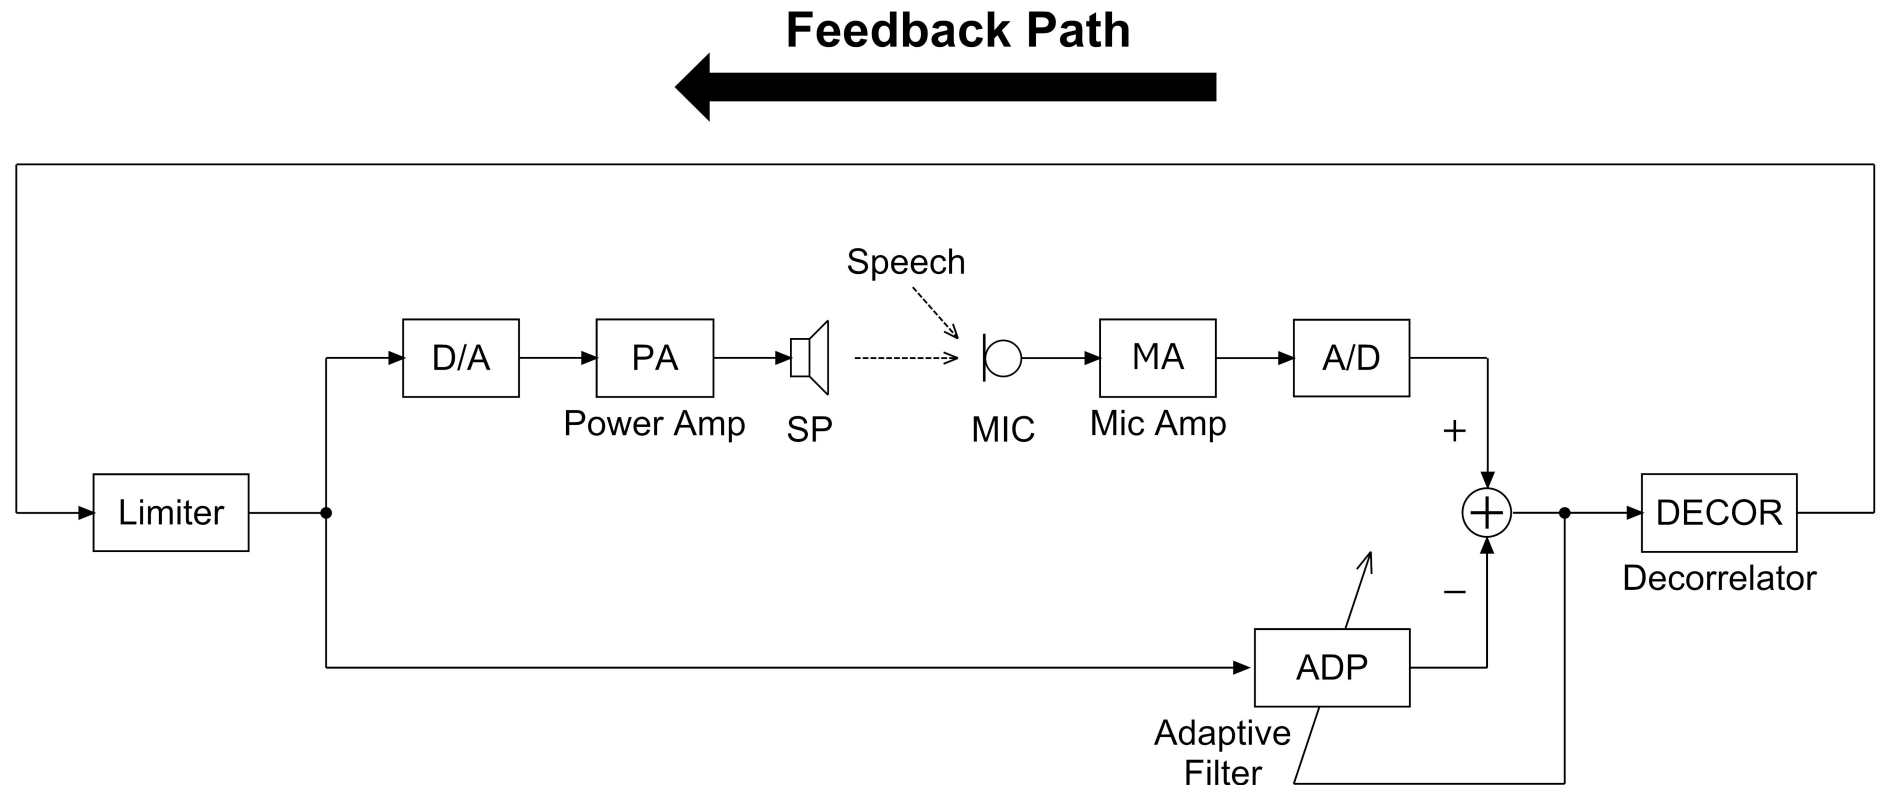 Feedback Path
Speech
D/A
PA
MA
A/D
Power Amp
SP
MIC
Mic Amp
+
Limiter
+
DECOR
Decorrelator
−
ADP
Adaptive
Filter